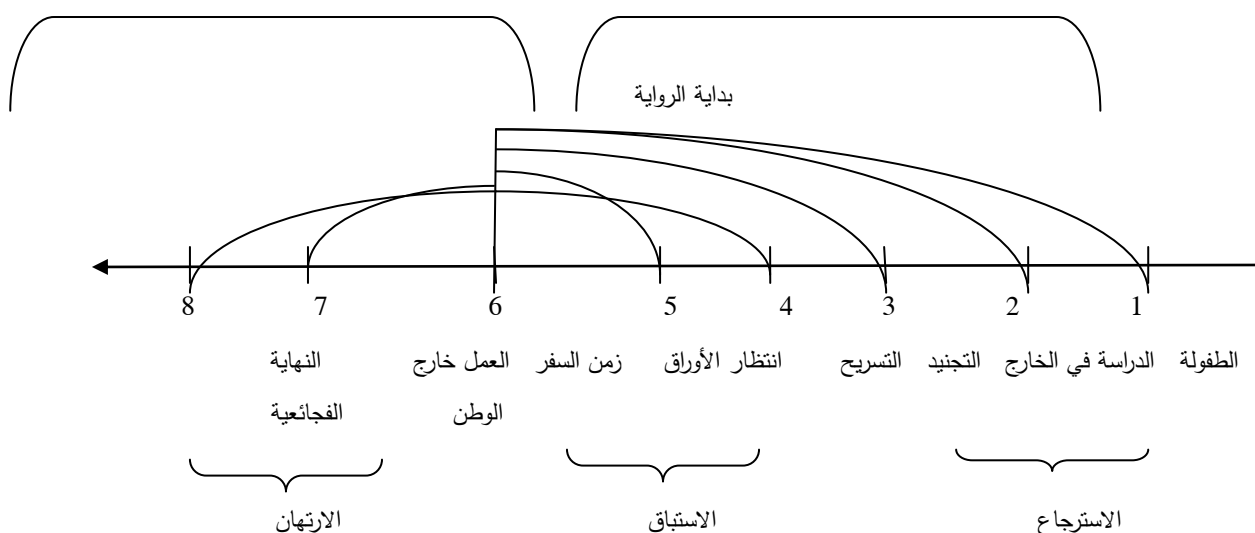 بداية الرواية
1 2 3 4 5 6 7 8
الطفولة الدراسة في الخارج التجنيد التسريح انتظار الأوراق زمن السفر العمل خارج النهاية
الوطن الفجائعية
الاسترجاع الاستباق الارتهان